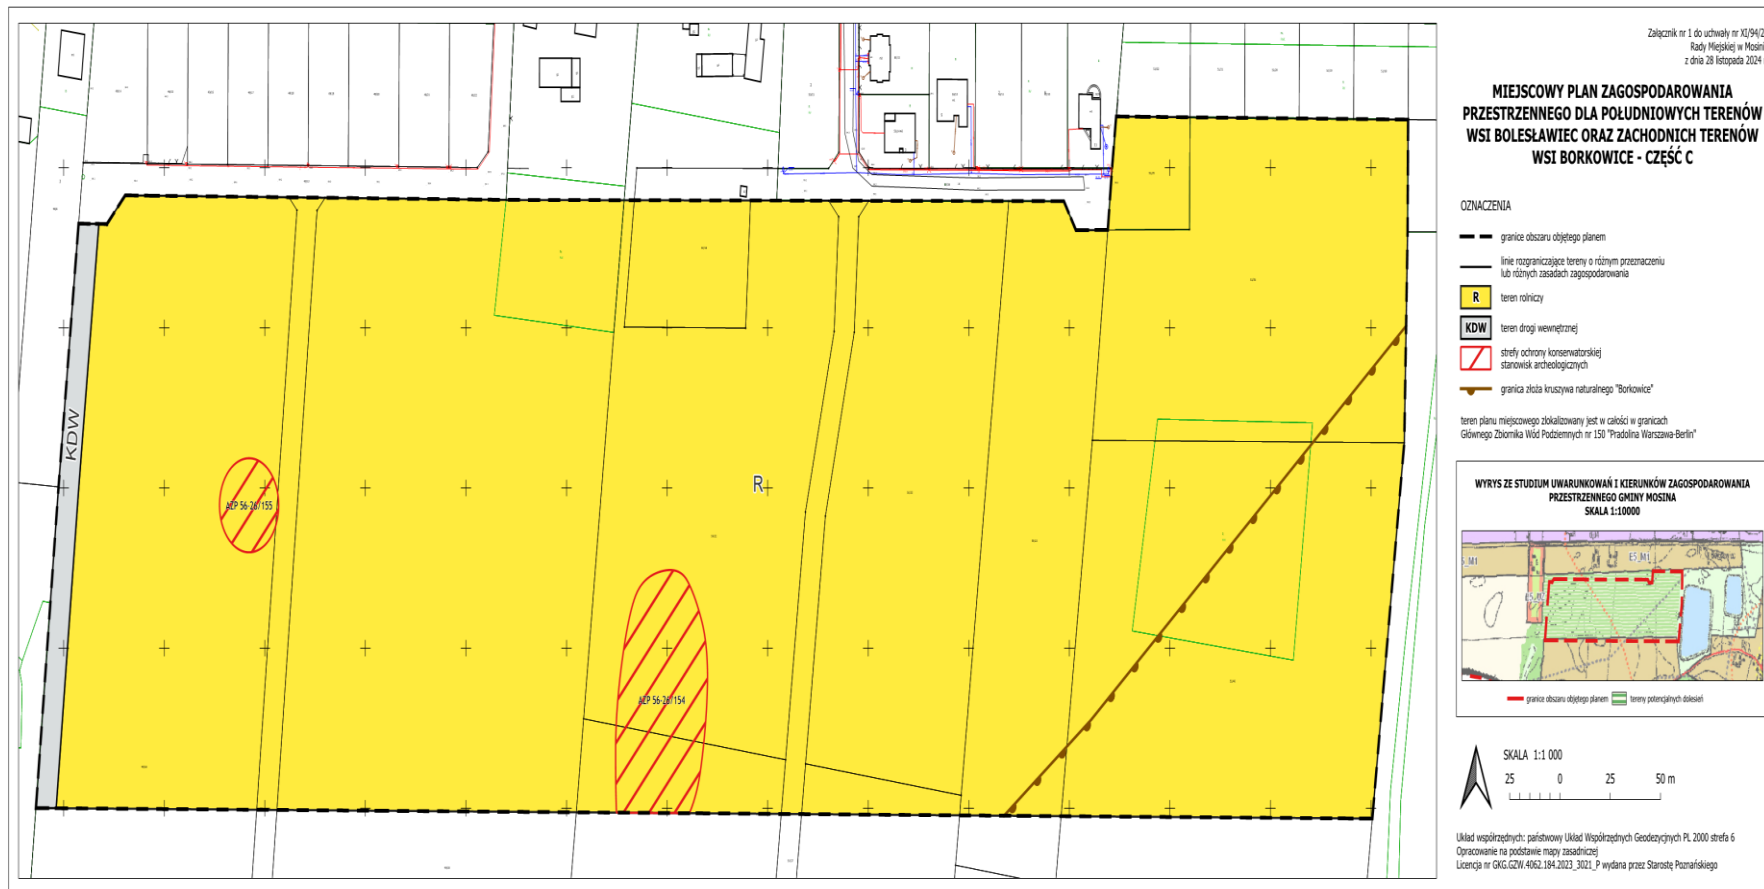 Załącznik nr 1 do uchwały nr XI/94/2
Rady Miejskiej w Mosini
z dnia 28 listopada 2024
MIEJSCOWY PLAN ZAGOSPODAROWANIA
PRZESTRZENNEGO DLA POŁUDNIOWYCH TERENÓW
WSI BOLESŁAWIEC ORAZ ZACHODNICH TERENÓW
WSI BORKOWICE - CZĘŚĆ C
OZNACZENIA
granice obszaru objętego planem
linie rozgraniczające tereny o różnym przeznaczeniu
lub różnych zasadach zagospodarowania
R teren rolniczy
KDW teren drogi wewnętrznej
strefy ochrony konserwatorskiej
stanowisk archeologicznych
granica złoża kruszywa naturalnego "Borkowice"
teren planu miejscowego zlokalizowany jest w całości w granicach
Głównego Zbiornika Wód Podziemnych nr 150 "Pradolina Warszawa-Berlin"
WYRYS ZE STUDIUM UWARUNKOWAŃ I KIERUNKÓW ZAGOSPODAROWANIA
PRZESTRZENNEGO GMINY MOSINA
SKALA 1:10000
E5_M1
granice obszaru objętego planem
tereny potencjalnych dolesień
SKALA 1:1 000
25 0 25 50 m
Układ współrzędnych: państwowy Układ Współrzędnych Geodezyjnych PL 2000 strefa 6
Opracowanie na podstawie mapy zasadniczej
Licencja nr GKG.GZW.4062.184.2023_3021_P wydana przez Starostę Poznańskiego
KDW
AZP 56-26/155
R
AZP 56-26/154